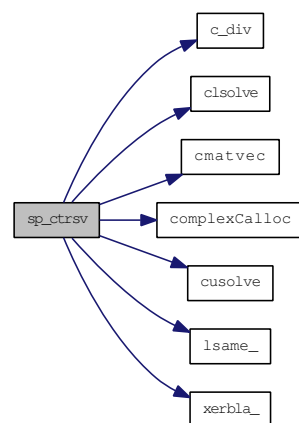 c_div
clsolve
cmatvec
sp_ctrsv
complexCalloc
cusolve
lsame_
xerbla_